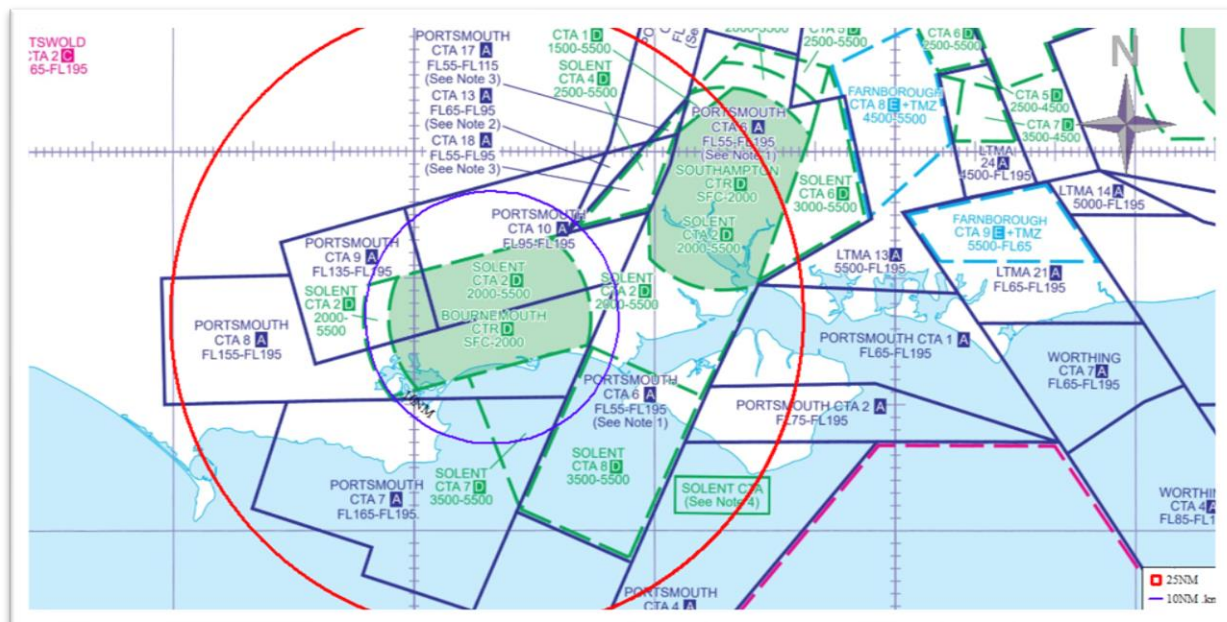 TSWOLD
CTA 2 C
65-FL195
PORTSMOUTH
CTA 17 A
FL55-FL115
(See Note 3)
CTA 13 A
FL65-FL95
(See Note 2)
CTA 18 A
FL55-FL95
(See Note 3)
CTA 1 D
1500-5500
SOLENT
CTA 4 D
2500-5500
2500-5500
CTA 6 D
2500-5500
N
FARNBOROUGH
CTA 8 E +TMZ
4500-5500
CTA 5 D
2500-4500
CTA 7 D
3500-4500
PORTSMOUTH
CTA 6 A
FL55-FL195
(See Note 1)
SOUTHAMPTON
CTR D
SFC-2000
SOLENT
CTA 2 D
2000-5500
SOLENT
CTA 6 D
3000-5500
LTMA
24 A
4500-FL195
LTMA 14 A
5000-FL195
FARNBOROUGH
CTA 9 E +TMZ
5500-FL65
LTMA 13 A
5500-FL195
LTMA 21 A
FL65-FL195
PORTSMOUTH
CTA 10 A
FL95-FL195
PORTSMOUTH
CTA 9 A
FL135-FL195
SOLENT
CTA 2 D
2000-
5500
SOLENT
CTA 2 D
2000-5500
BOURNEMOUTH
CTR D
SFC-2000
SOLENT
CTA 2 D
2000-5500
PORTSMOUTH
CTA 8 A
FL155-FL195
PORTSMOUTH CTA 1 A
FL65-FL195
WORTHING
CTA 7 A
FL65-FL195
PORTSMOUTH
CTA 6 A
FL55-FL195
(See Note 1)
PORTSMOUTH CTA 2 A
FL75-FL195
10NM
SOLENT
CTA 7 D
3500-5500
SOLENT
CTA 8 D
3500-5500
PORTSMOUTH
CTA 7 A
FL165-FL195
SOLENT CTA
(See Note 4)
WORTHIN
CTA 4 A
FL85-FL1
PORTSMOUTH
CTA 4 A
25NM
10NM .km